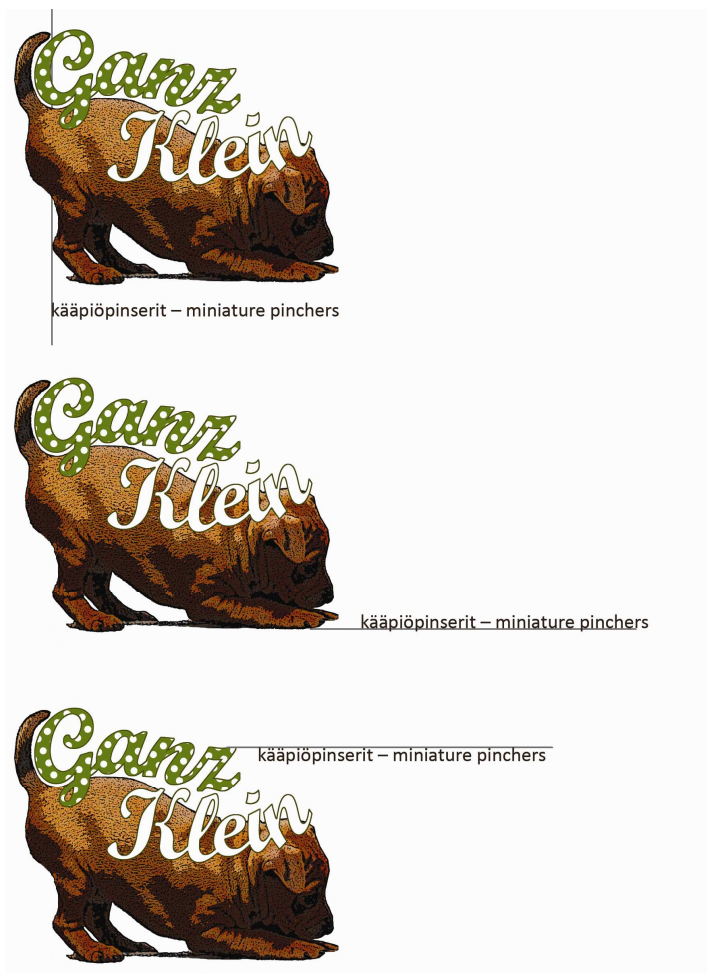 Ganz
Klein
kääpiöpinserit – miniature pinchers
Ganz
Klein
kääpiöpinserit – miniature pinchers
Ganz
kääpiöpinserit – miniature pinchers
Klein